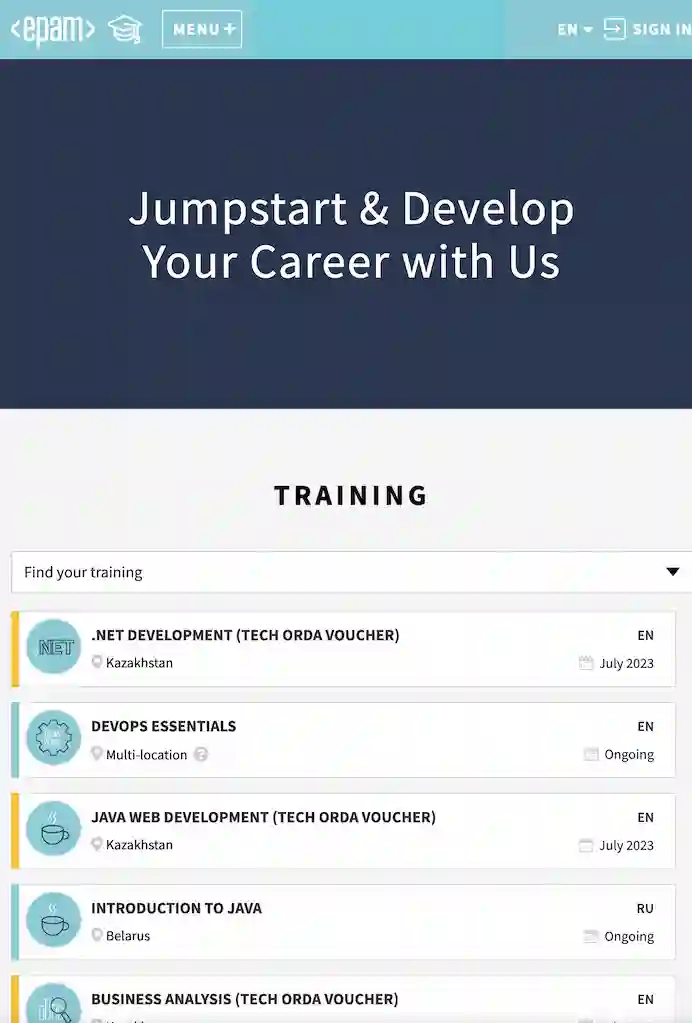 <epam> MENU+ EN SIGN IN
Jumpstart & Develop
Your Career with Us
TRAINING
Find your training
.NET DEVELOPMENT (TECH ORDA VOUCHER) EN
NET
Kazakhstan July 2023
DEVOPS ESSENTIALS EN
Multi-location ? Ongoing
JAVA WEB DEVELOPMENT (TECH ORDA VOUCHER) EN
Kazakhstan July 2023
INTRODUCTION TO JAVA RU
Belarus Ongoing
BUSINESS ANALYSIS (TECH ORDA VOUCHER) EN